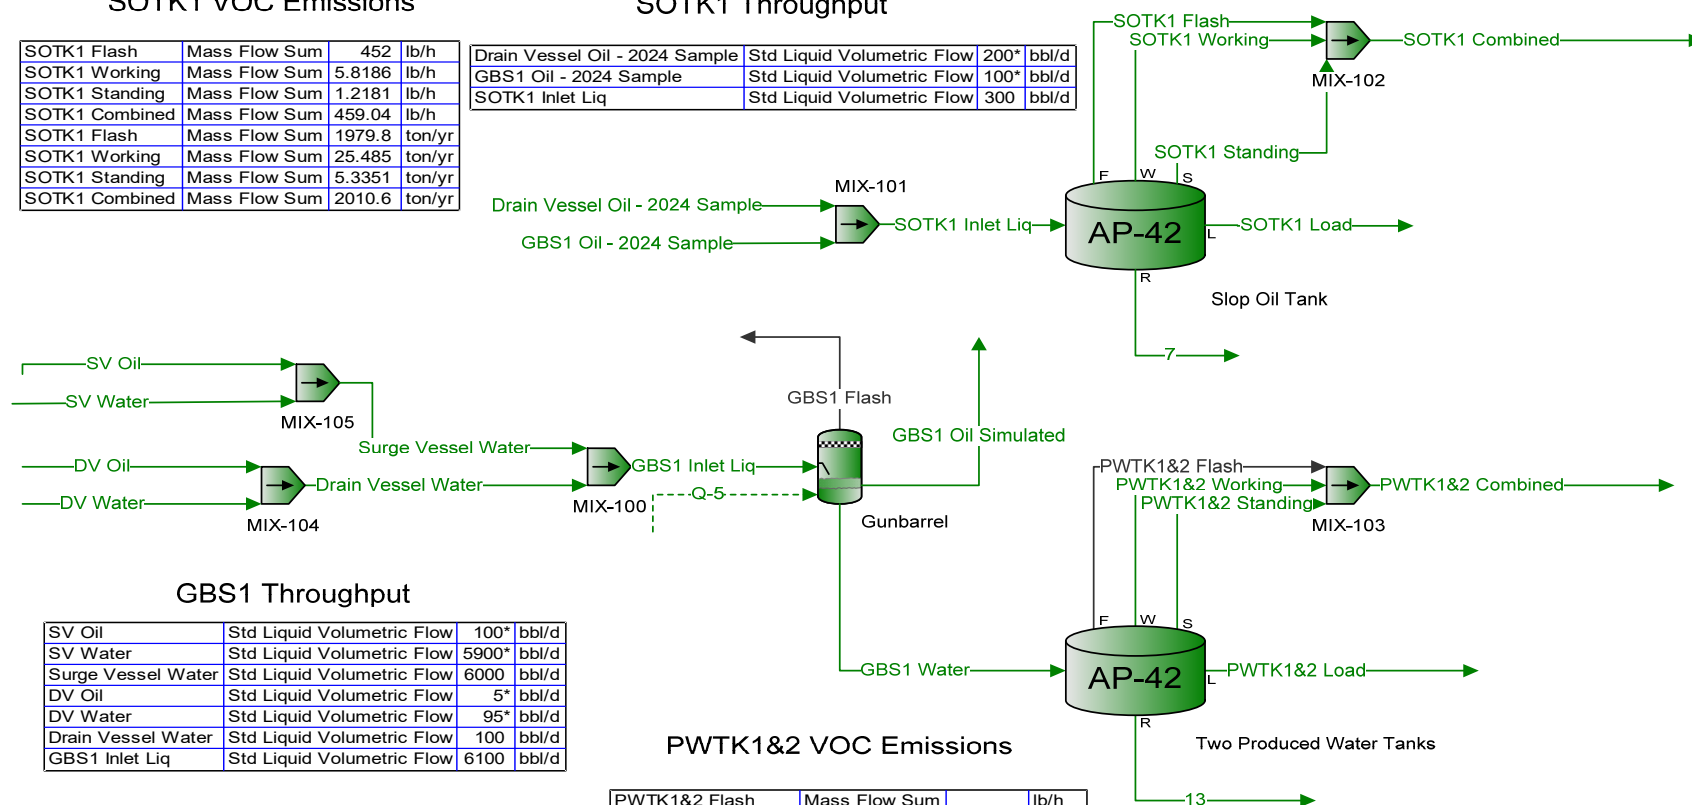 SOTK1 VOC Emissions
SOTK1 Flash Mass Flow Sum 452 lb/h
SOTK1 Working Mass Flow Sum 5.8186 lb/h
SOTK1 Standing Mass Flow Sum 1.2181 lb/h
SOTK1 Combined Mass Flow Sum 459.04 lb/h
SOTK1 Flash Mass Flow Sum 1979.8 ton/yr
SOTK1 Working Mass Flow Sum 25.485 ton/yr
SOTK1 Standing Mass Flow Sum 5.3351 ton/yr
SOTK1 Combined Mass Flow Sum 2010.6 ton/yr
SOTK1 Throughput
Drain Vessel Oil - 2024 Sample Std Liquid Volumetric Flow 200* bbl/d
GBS1 Oil - 2024 Sample Std Liquid Volumetric Flow 100* bbl/d
SOTK1 Inlet Liq Std Liquid Volumetric Flow 300 bbl/d
SOTK1 Flash
SOTK1 Working
SOTK1 Combined
MIX-102
SOTK1 Standing
F W S
MIX-101
Drain Vessel Oil - 2024 Sample
SOTK1 Inlet Liq
GBS1 Oil - 2024 Sample
AP-42
SOTK1 Load
L
R
Slop Oil Tank
7
SV Oil
SV Water
MIX-105
GBS1 Flash
Surge Vessel Water
GBS1 Oil Simulated
DV Oil
DV Water
MIX-104
Drain Vessel Water
GBS1 Inlet Liq
Q-5
MIX-100
Gunbarrel
PWTK1&2 Flash
PWTK1&2 Working
PWTK1&2 Standing
PWTK1&2 Combined
MIX-103
GBS1 Throughput
SV Oil Std Liquid Volumetric Flow 100* bbl/d
SV Water Std Liquid Volumetric Flow 5900* bbl/d
Surge Vessel Water Std Liquid Volumetric Flow 6000 bbl/d
DV Oil Std Liquid Volumetric Flow 5* bbl/d
DV Water Std Liquid Volumetric Flow 95* bbl/d
Drain Vessel Water Std Liquid Volumetric Flow 100 bbl/d
GBS1 Inlet Liq Std Liquid Volumetric Flow 6100 bbl/d
F W S
GBS1 Water
AP-42
PWTK1&2 Load
L
R
Two Produced Water Tanks
13
PWTK1&2 VOC Emissions
PWTK1&2 Flash Mass Flow Sum lb/h